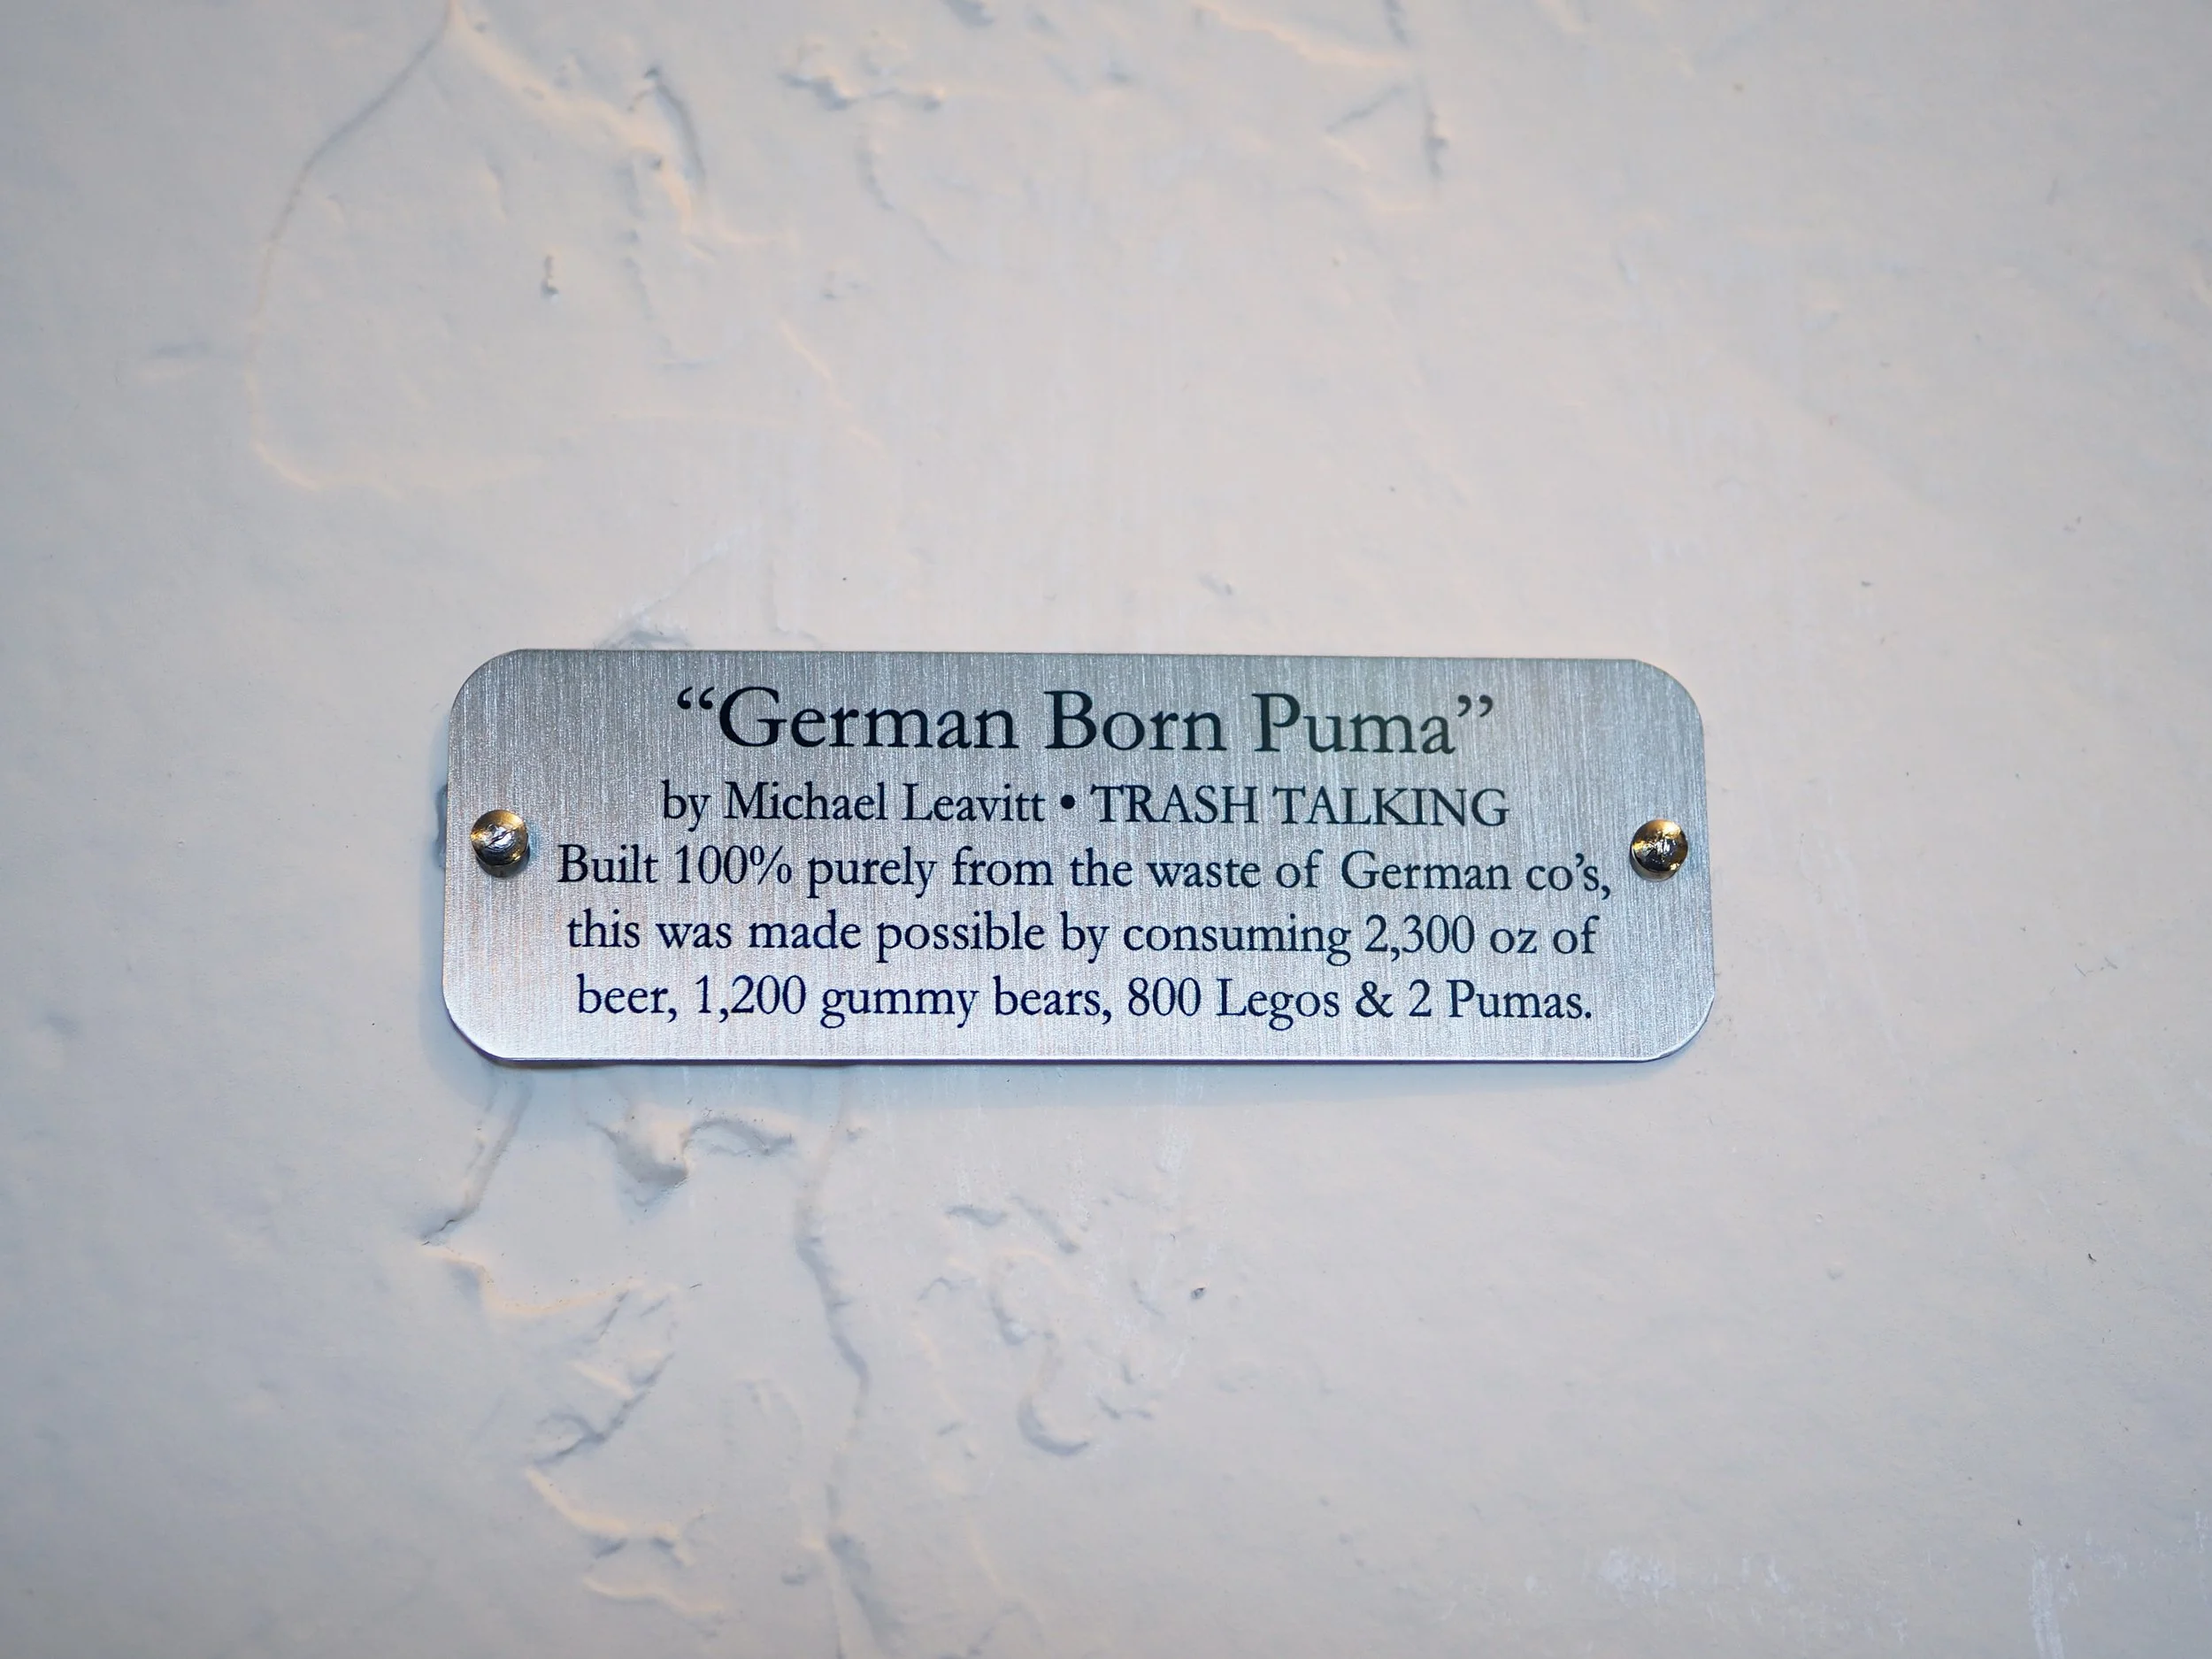 “German Born Puma”
by Michael Leavitt • TRASH TALKING
Built 100% purely from the waste of German co’s,
this was made possible by consuming 2,300 oz of
beer, 1,200 gummy bears, 800 Legos & 2 Pumas.